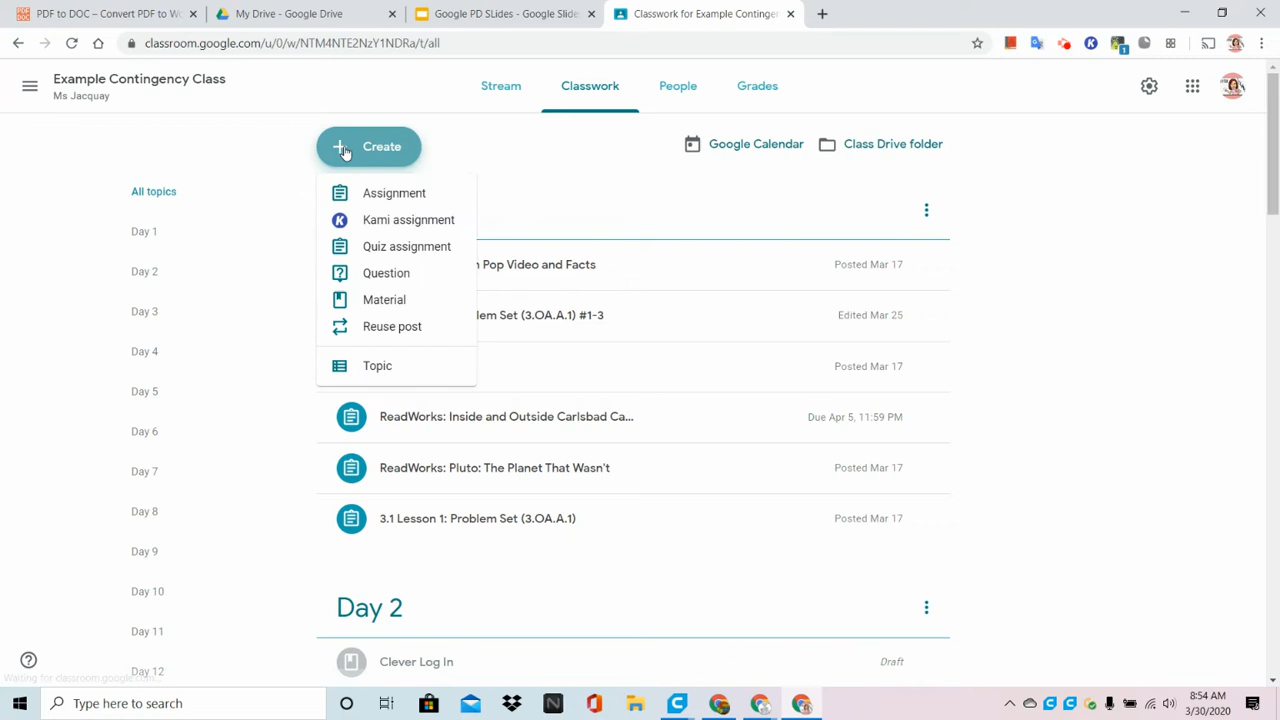 PDF to DOC – Convert PDF to W
My Drive - Google Drive
Google PD Slides - Google Slide
Classwork for Example Contingen
classroom.google.com/u/0/w/NTM4NTE2NzY1NDRa/t/all
Example Contingency Class
Ms Jacquay
Stream
Classwork
People
Grades
Create
Google Calendar
Class Drive folder
All topics
Day 1
Day 2
Day 3
Day 4
Day 5
Day 6
Day 7
Day 8
Day 9
Day 10
Day 11
Day 12
Assignment
Kami assignment
Quiz assignment
Question
Material
Reuse post
Topic
Pop Video and Facts
Posted Mar 17
lem Set (3.OA.A.1) #1-3
Edited Mar 25
Posted Mar 17
ReadWorks: Inside and Outside Carlsbad Ca...
Due Apr 5, 11:59 PM
ReadWorks: Pluto: The Planet That Wasn't
Posted Mar 17
3.1 Lesson 1: Problem Set (3.OA.A.1)
Posted Mar 17
Day 2
Clever Log In
Draft
Waiting for classroom.google.com...
Type here to search
8:54 AM
3/30/2020